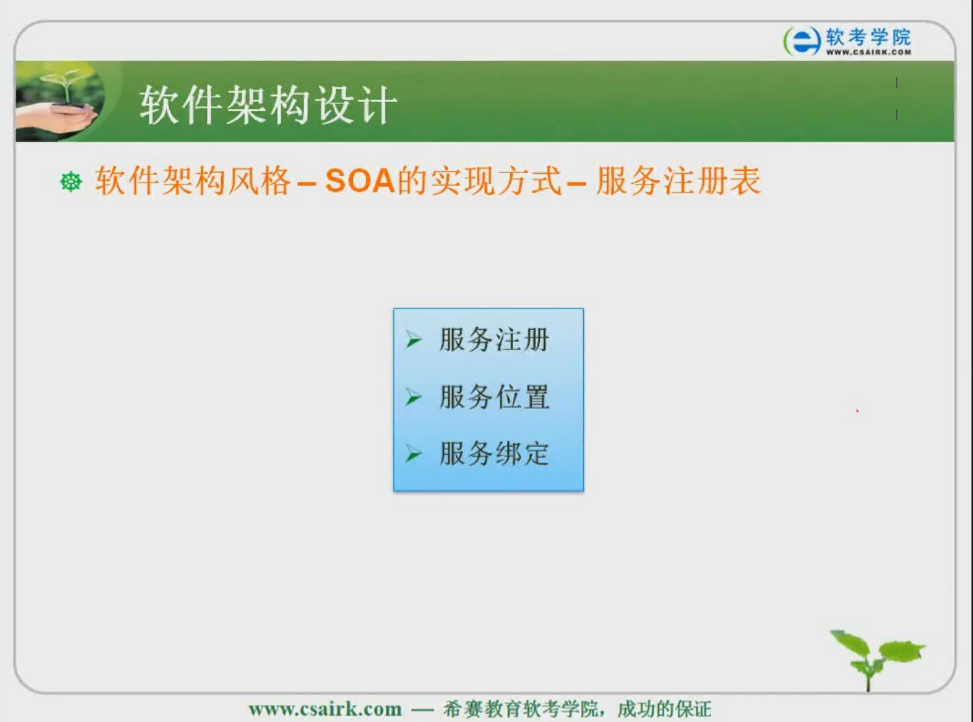 软考学院
WWW.CSAIRK.COM
软件架构设计
软件架构风格 – SOA的实现方式 – 服务注册表
服务注册
服务位置
服务绑定
www.csairk.com — 希赛教育软考学院，成功的保证